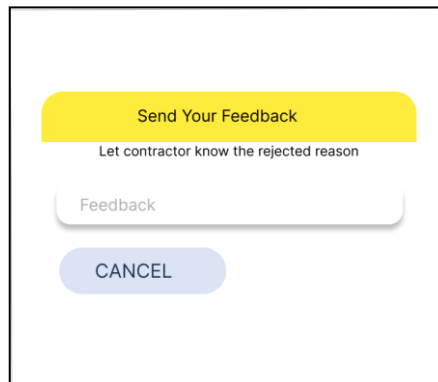 Send Your Feedback
Let contractor know the rejected reason
Feedback
CANCEL